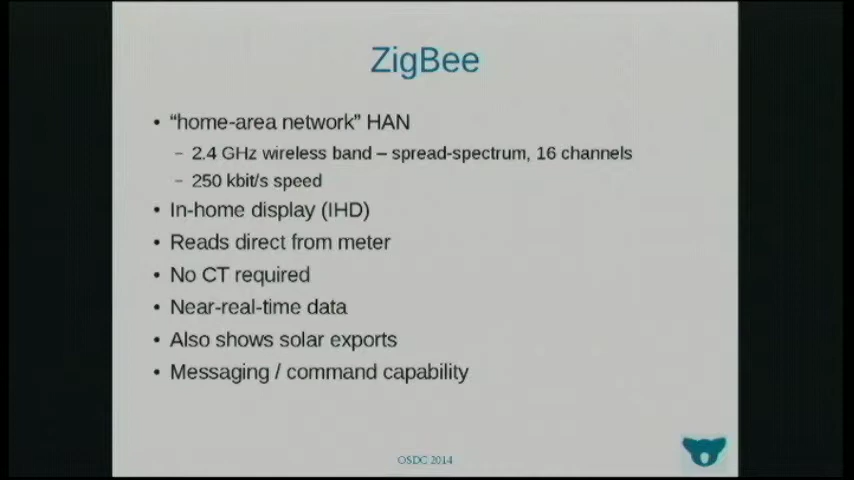 ZigBee
• “home-area network” HAN
– 2.4 GHz wireless band – spread-spectrum, 16 channels
– 250 kbit/s speed
• In-home display (IHD)
• Reads direct from meter
• No CT required
• Near-real-time data
• Also shows solar exports
• Messaging / command capability
OSDC 2014